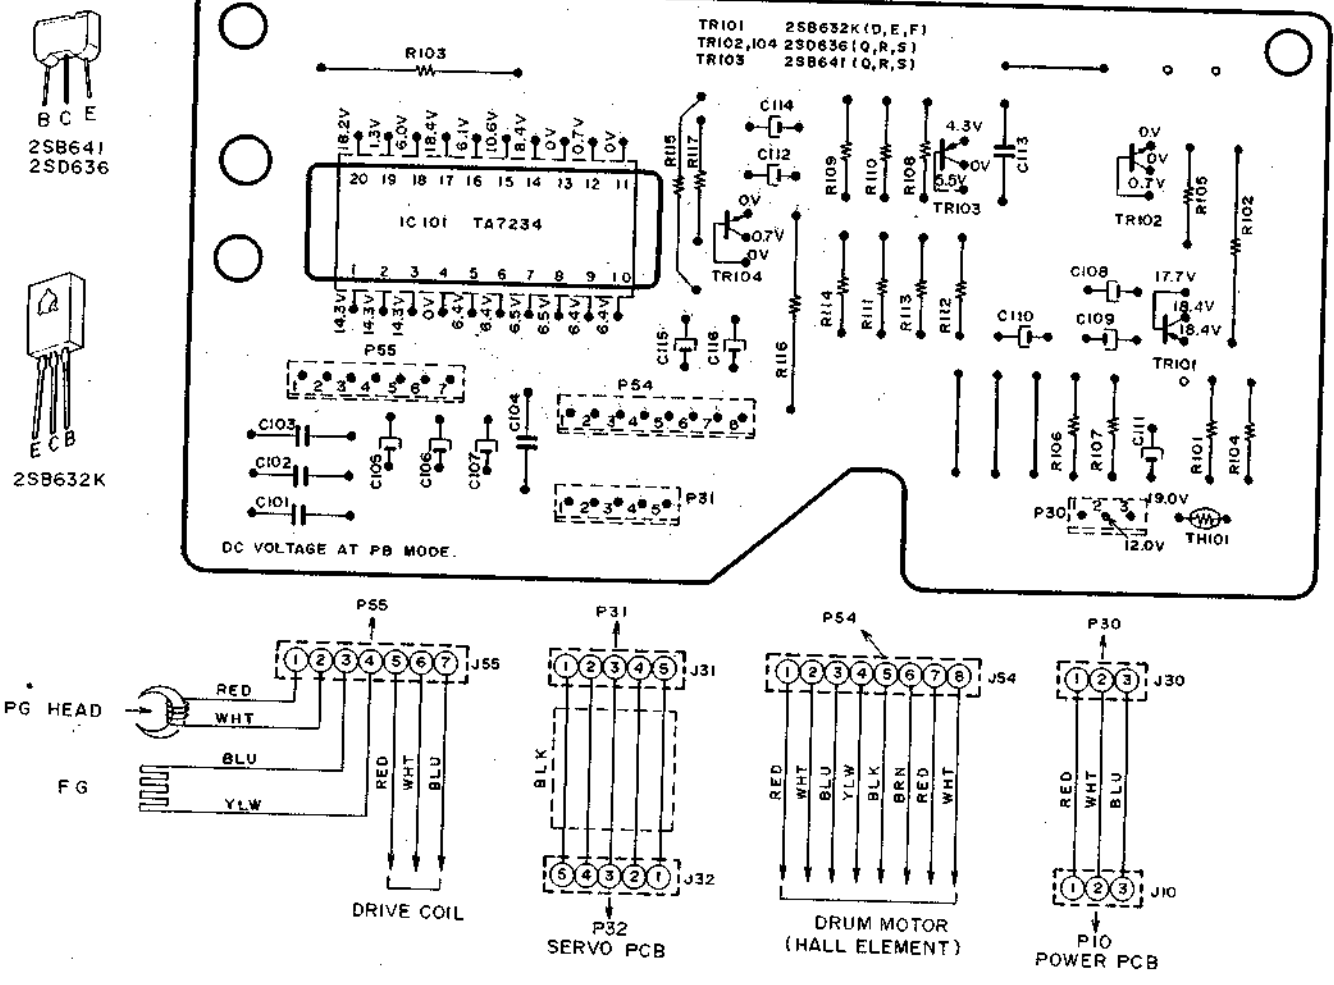 TR101 2SB632K(D,E,F)
TR102,104 2SD636(Q,R,S)
TR103 2SB641(Q,R,S)
B C E
2SB641
2SD636
E C B
2SB632K
R103
18.2V 1.3V 6.0V 18.4V 6.1V 10.6V 8.4V 0V 10.7V 0V
20 19 18 17 16 15 14 13 12 11
IC101 TA7234
1 2 3 4 5 6 7 8 9 10
14.3V 14.3V 14.3V 0V 6.4V 6.4V 6.5V 6.5V 6.4V 6.4V
R115
R117
C114
C112
0V
0.7V
0V
TR104
R109
R110
R108
4.3V
0V
5.5V
TR103
C113
0V
0V
0.7V
TR102
R105
R102
R114
R111
R113
R112
C108
17.7V
18.4V
18.4V
C110
C109
TR101
C115
C116
R116
P55
1 2 3 4 5 6 7
P54
1 2 3 4 5 6 7 8
C103
C102
C101
C105
C106
C107
C104
R106
R107
C111
R101
R104
P31
1 2 3 4 5
P30
1 2 3
19.0V
12.0V
TH101
DC VOLTAGE AT PB MODE.
P55
1 2 3 4 5 6 7
J55
PG HEAD
RED
WHT
FG
BLU
YLW
RED
WHT
BLU
DRIVE COIL
P31
1 2 3 4 5
J31
BLK
5 4 3 2 1
J32
P32
SERVO PCB
P54
1 2 3 4 5 6 7 8
J54
RED
WHT
BLU
YLW
BLK
BRN
RED
WHT
DRUM MOTOR
(HALL ELEMENT)
P30
1 2 3
J30
RED
WHT
BLU
1 2 3
J10
P10
POWER PCB